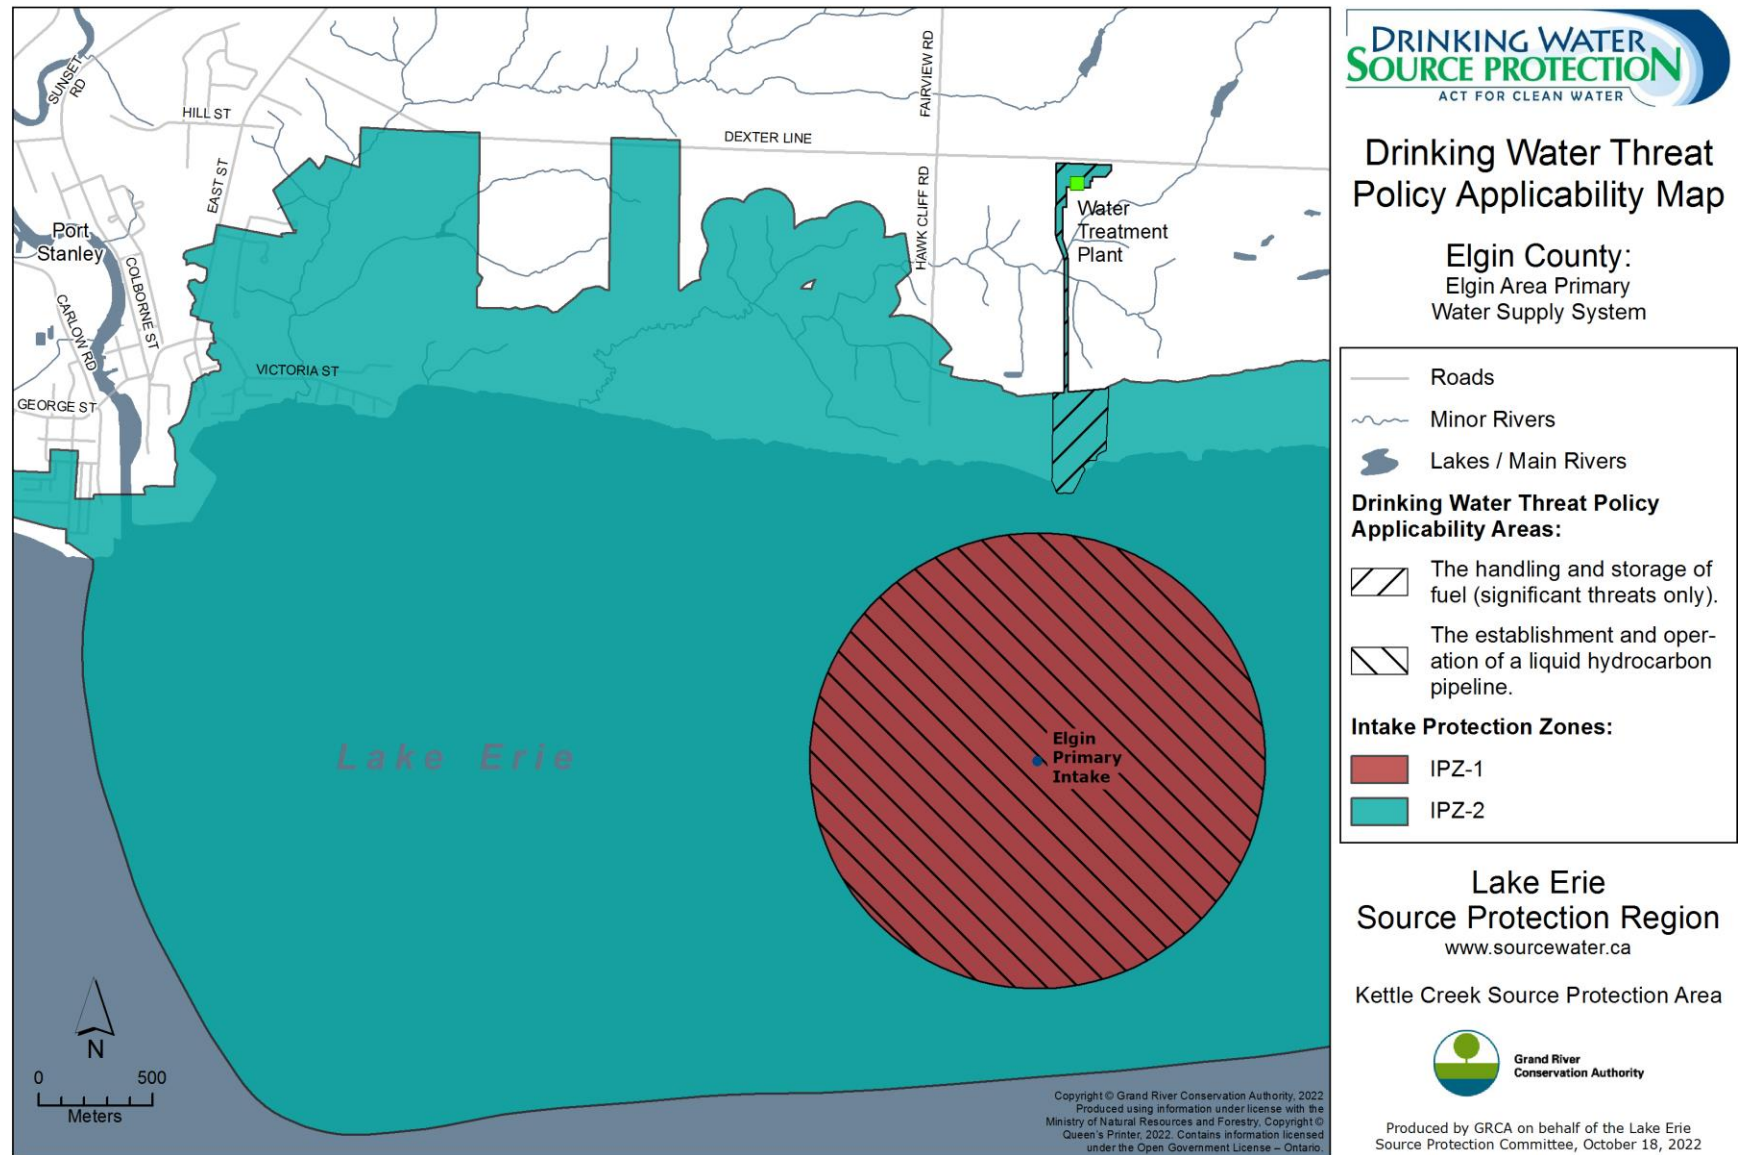 SUNSET
RD
HILL ST
EAST ST
FAIRVIEW RD
DEXTER LINE
HAWK CLIFF RD
Water
Treatment
Plant
Port
Stanley
COLBORNE ST
CARLOW RD
VICTORIA ST
GEORGE ST
Elgin
Primary
Intake
Lake Erie
N
0 500
Meters
Copyright © Grand River Conservation Authority, 2022
Produced using information under license with the
Ministry of Natural Resources and Forestry, Copyright ©
Queen's Printer, 2022. Contains information licensed
under the Open Government License – Ontario.
DRINKING WATER
SOURCE PROTECTION
ACT FOR CLEAN WATER
Drinking Water Threat
Policy Applicability Map
Elgin County:
Elgin Area Primary
Water Supply System
Roads
Minor Rivers
Lakes / Main Rivers
Drinking Water Threat Policy
Applicability Areas:
The handling and storage of
fuel (significant threats only).
The establishment and oper-
ation of a liquid hydrocarbon
pipeline.
Intake Protection Zones:
IPZ-1
IPZ-2
Lake Erie
Source Protection Region
www.sourcewater.ca
Kettle Creek Source Protection Area
Grand River
Conservation Authority
Produced by GRCA on behalf of the Lake Erie
Source Protection Committee, October 18, 2022